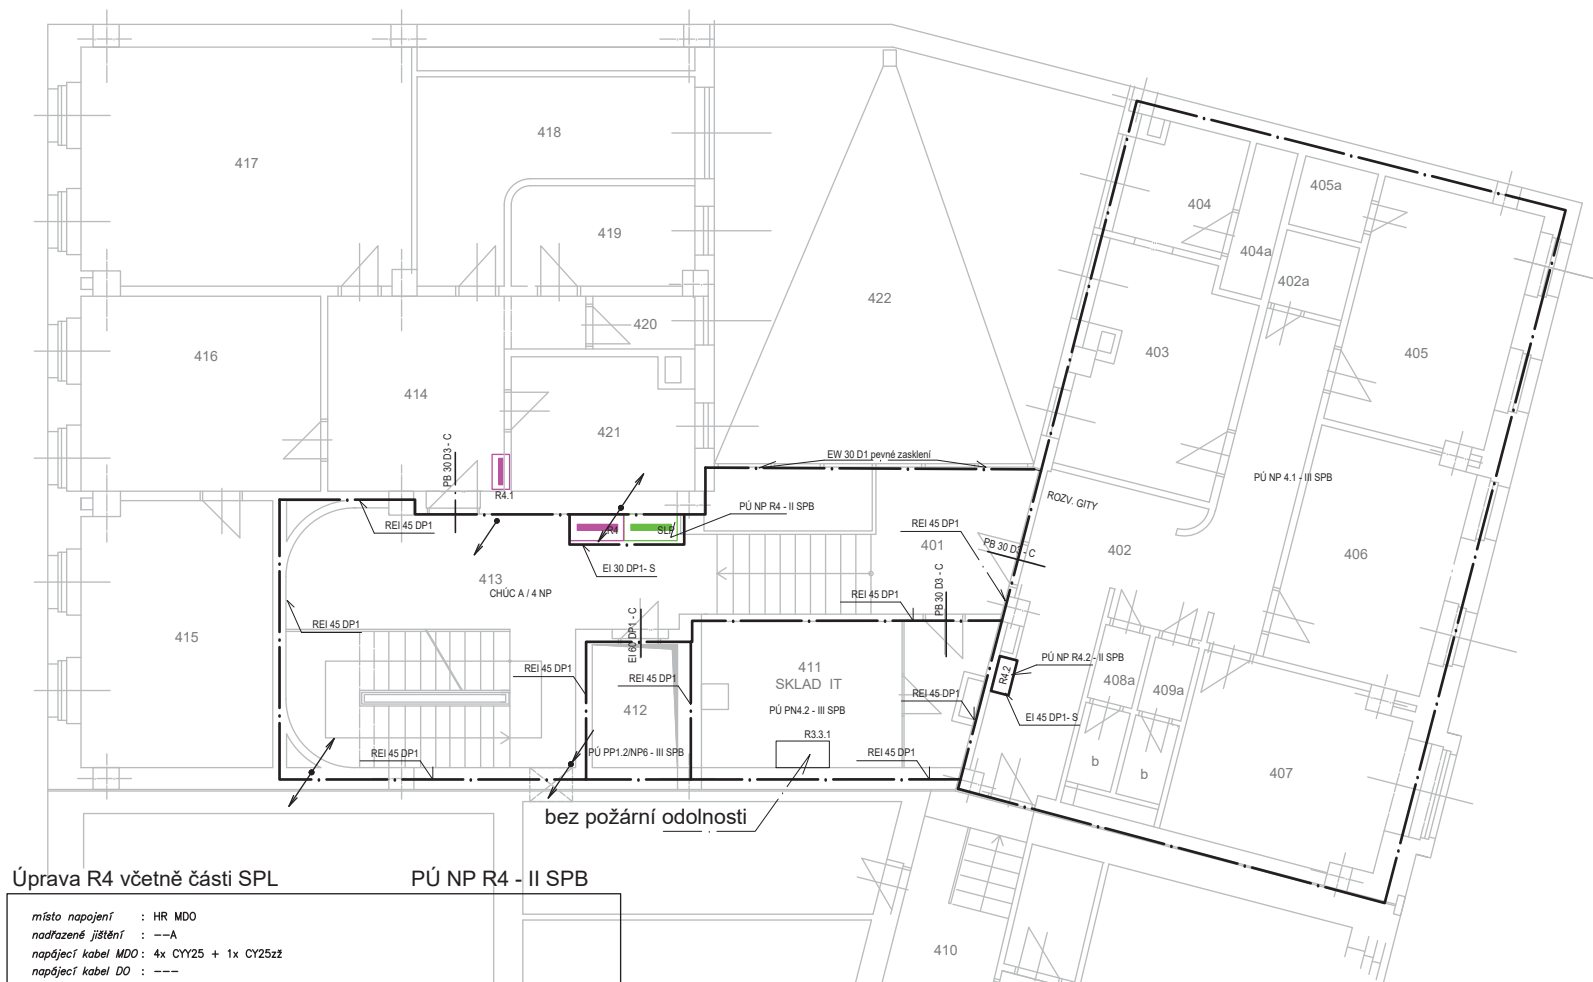 418
417
405a
404
419
404a
402a
422
420
416
403
405
414
421
PB 30 D3 - C
EW 30 D1 pevné zasklení
PÚ NP 4.1 - III SPB
R4.1
ROZV. GITY
PÚ NP R4 - II SPB
REI 45 DP1
R4
REI 45 DP1
401
PB 30 D3 - C
402
406
EI 30 DP1- S
413
CHÚC A / 4 NP
REI 45 DP1
PB 30 D3 - C
REI 45 DP1
415
EI 60 DP1 - C
REI 45 DP1
411
SKLAD IT
PÚ NP R4.2 - II SPB
R4.2
408a
409a
REI 45 DP1
REI 45 DP1
412
PÚ PN4.2 - III SPB
EI 45 DP1- S
R3.3.1
REI 45 DP1
PÚ PP1.2/NP6 - III SPB
REI 45 DP1
b
b
407
bez požární odolnosti
Úprava R4 včetně části SPL
PÚ NP R4 - II SPB
místo napojení : HR MDO
nadřazené jištění : --A
napájecí kabel MDO : 4x CYY25 + 1x CY25zž
napájecí kabel DO : ---
410